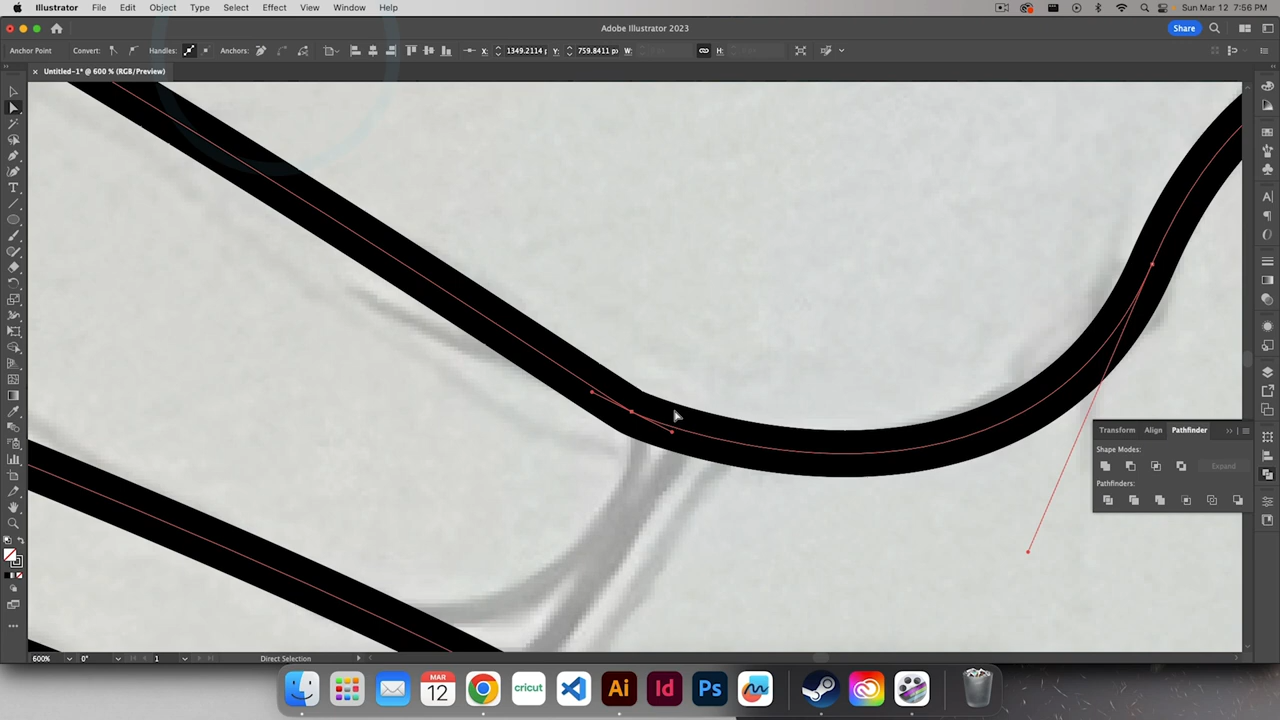 Illustrator File Edit Object Type Select Effect View Window Help Sun Mar 12 7:56 PM
Adobe Illustrator 2023 Share
Anchor Point Convert: Handles: Anchors: X: 1349.2114 Y: 759.8411 W: H:
× Untitled-1* @ 600 % (RGB/Preview)
Transform Align Pathfinder
Shape Modes:
Expand
Pathfinders:
600% 0° 1 Direct Selection
MAR
12
cricut
Ai
Id
Ps